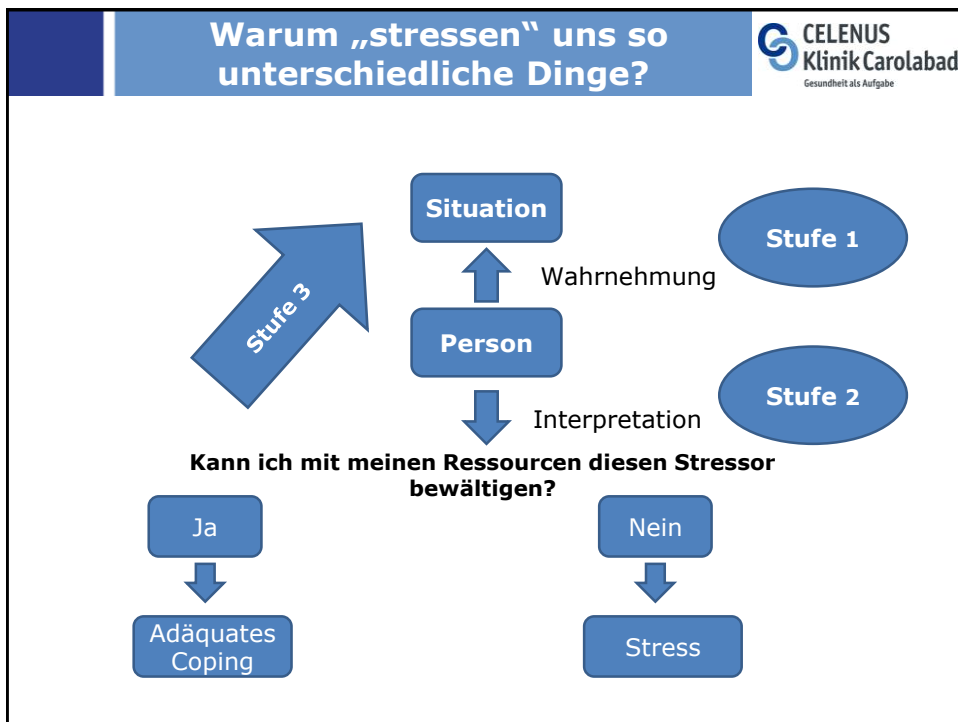 Warum „stressen“ uns so
unterschiedliche Dinge?
CELENUS
Klinik Carolabad
Gesundheit als Aufgabe
Situation
Stufe 1
Wahrnehmung
Stufe 3
Person
Stufe 2
Interpretation
Kann ich mit meinen Ressourcen diesen Stressor
bewältigen?
Ja
Nein
Adäquates
Coping
Stress